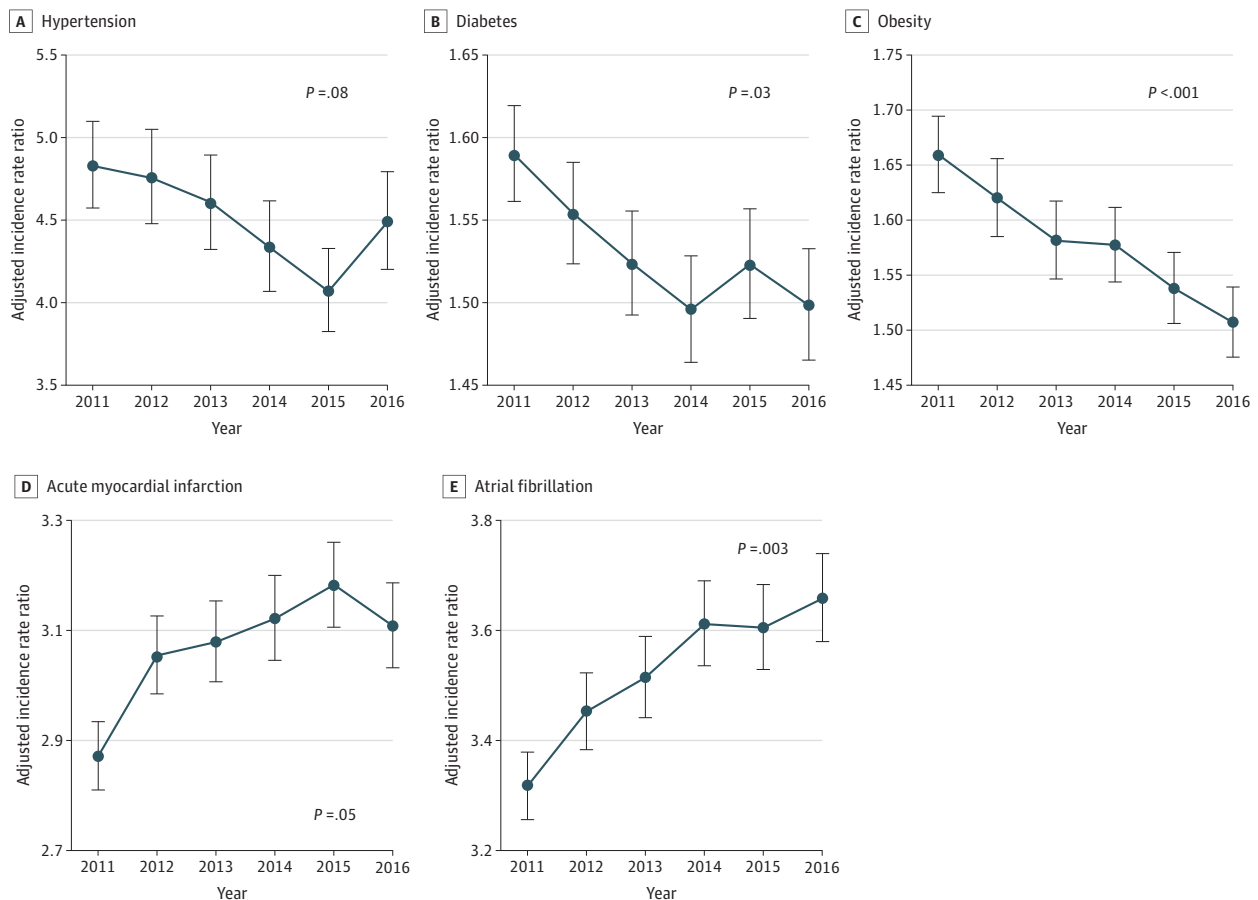 A Hypertension
5.5
5.0
4.5
4.0
3.5
Adjusted incidence rate ratio
P =.08
2011 2012 2013 2014 2015 2016
Year
B Diabetes
1.65
1.60
1.55
1.50
1.45
Adjusted incidence rate ratio
P =.03
2011 2012 2013 2014 2015 2016
Year
C Obesity
1.75
1.70
1.65
1.60
1.55
1.50
1.45
Adjusted incidence rate ratio
P <.001
2011 2012 2013 2014 2015 2016
Year
D Acute myocardial infarction
3.3
3.1
2.9
2.7
Adjusted incidence rate ratio
P =.05
2011 2012 2013 2014 2015 2016
Year
E Atrial fibrillation
3.8
3.6
3.4
3.2
Adjusted incidence rate ratio
P =.003
2011 2012 2013 2014 2015 2016
Year